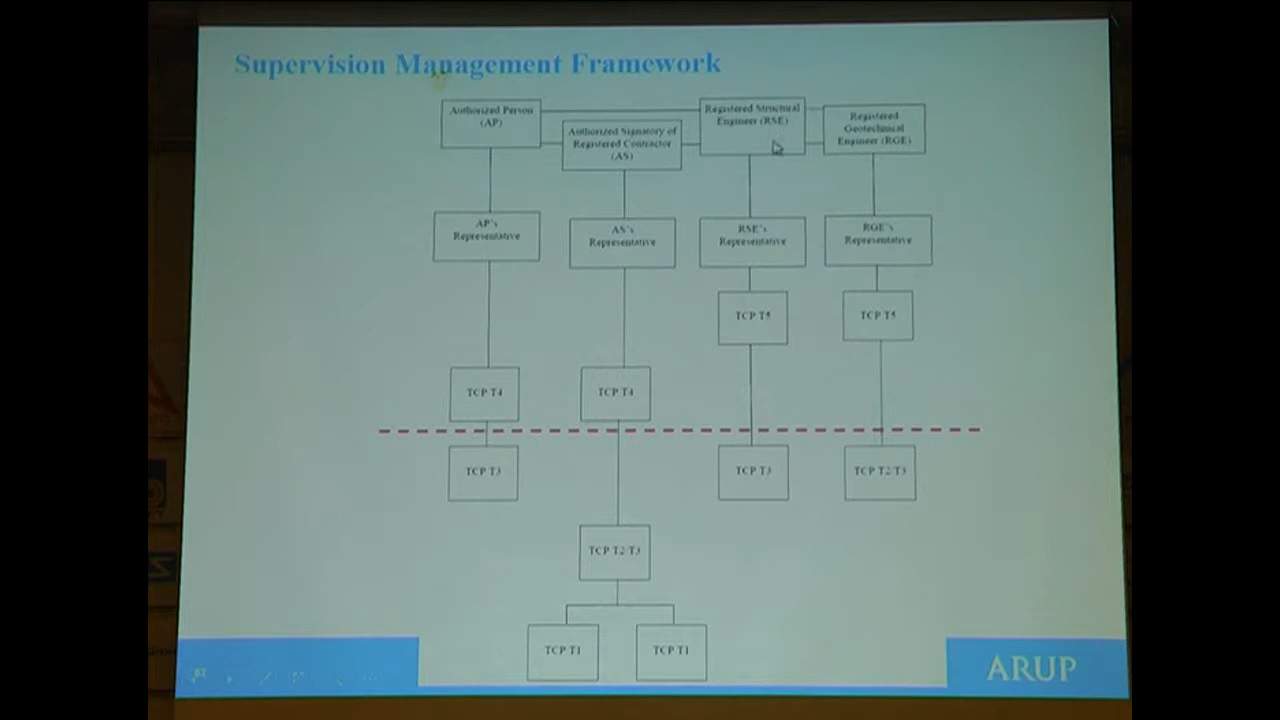 Supervision Management Framework
Authorized Person
(AP)
Authorized Signatory of
Registered Contractor
(AS)
Registered Structural
Engineer (RSE)
Registered
Geotechnical
Engineer (RGE)
AP's
Representative
AS's
Representative
RSE's
Representative
RGE's
Representative
TCP T5
TCP T5
TCP T4
TCP T4
TCP T3
TCP T3
TCP T2/T3
TCP T2/T3
TCP T1
TCP T1
ARUP